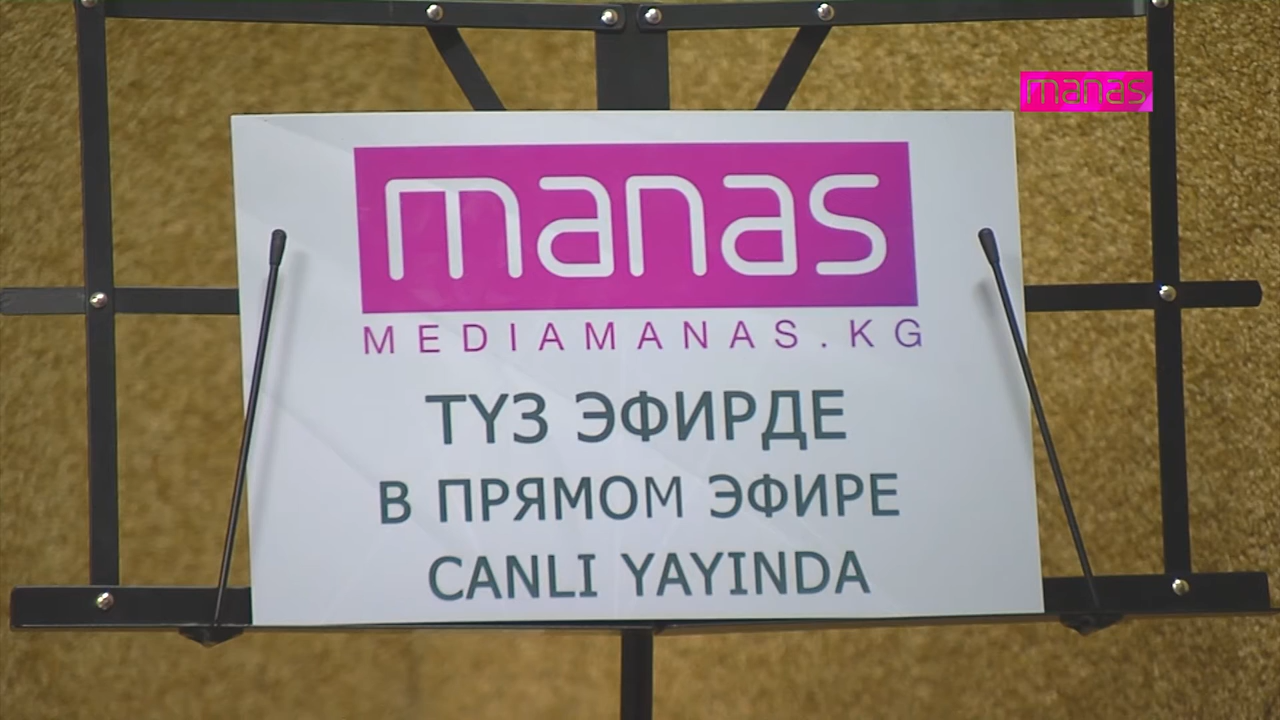 manas
manas
MEDIAMANAS.KG
ТҮЗ ЭФИРДЕ
В ПРЯМОМ ЭФИРЕ
CANLI YAYINDA